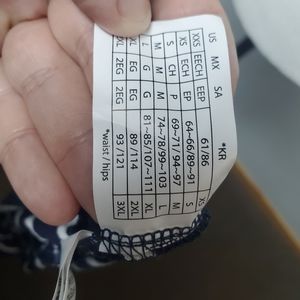 US MX SA *KR
XXS EECH EEP 61/86 XS
XS ECH EP 64~66/89~91 S
S CH P 69~71/94~97 M
M M M 74~78/99~103 L
L G G 81~85/107~111 XL
XL EG EG 89/114 2XL
2EG 2EG 93/121 3XL
*waist / hips